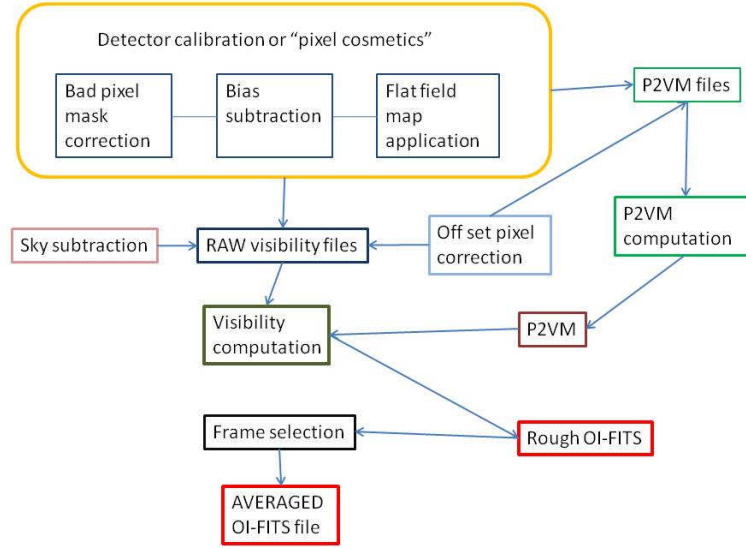 Detector calibration or “pixel cosmetics”
Bad pixel
mask
correction
Bias
subtraction
Flat field
map
application
P2VM files
Sky subtraction
RAW visibility files
Off set pixel
correction
P2VM
computation
Visibility
computation
P2VM
Frame selection
Rough OI-FITS
AVERAGED
OI-FITS file